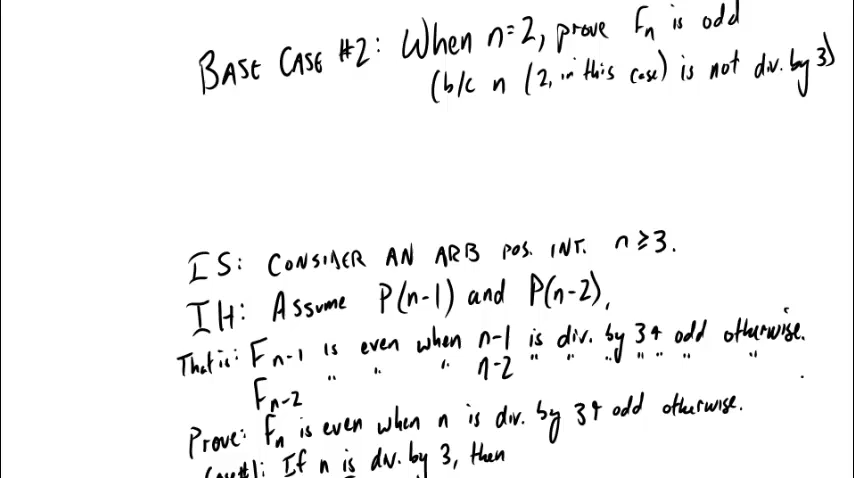 BASE CASE #2: When n=2, prove Fn is odd
(b/c n (2, in this case) is not div. by 3)
IS: CONSIDER AN ARB POS. INT. n≥3.
IH: Assume P(n-1) and P(n-2),
That is: Fn-1 is even when n-1 is div. by 3 & odd otherwise.
Fn-2 " " " n-2 " " " " " " "
Prove: Fn is even when n is div. by 3 & odd otherwise.
Case#1: If n is div. by 3, then